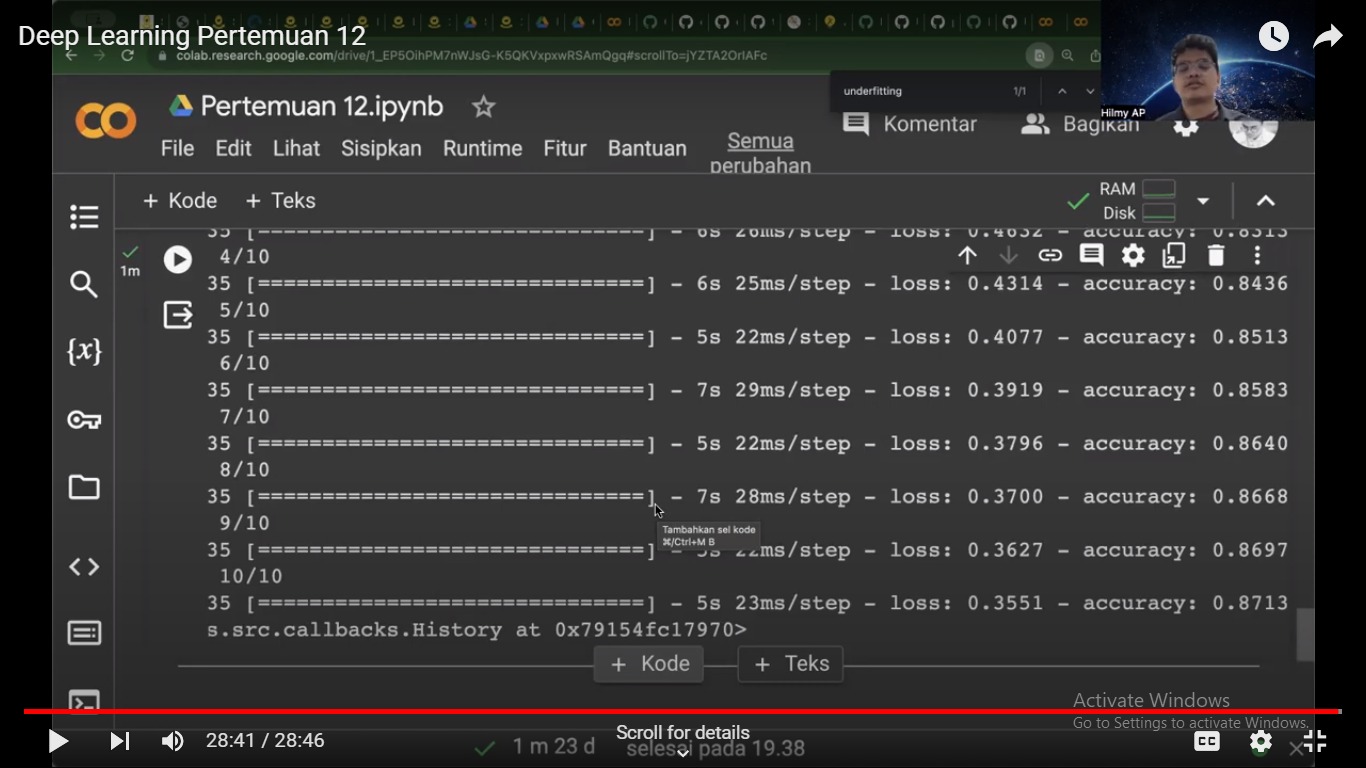 Deep Learning Pertemuan 12
colab.research.google.com/drive/1_EP5OihPM7nWJsG-K5QKVxpxwRSAmQgq#scrollTo=jYZTA2OrIAFc
underfitting 1/1
Hilmy AP
Pertemuan 12.ipynb
Komentar
Bagikan
File Edit Lihat Sisipkan Runtime Fitur Bantuan
Semua
perubahan
+ Kode + Teks
RAM
Disk
1m
35 [==============================] - 6s 26ms/step - loss: 0.4632 - accuracy: 0.8313
4/10
35 [==============================] - 6s 25ms/step - loss: 0.4314 - accuracy: 0.8436
5/10
35 [==============================] - 5s 22ms/step - loss: 0.4077 - accuracy: 0.8513
6/10
35 [==============================] - 7s 29ms/step - loss: 0.3919 - accuracy: 0.8583
7/10
35 [==============================] - 5s 22ms/step - loss: 0.3796 - accuracy: 0.8640
8/10
35 [==============================] - 7s 28ms/step - loss: 0.3700 - accuracy: 0.8668
9/10
Tambahkan sel kode
⌘/Ctrl+M B
35 [==============================] - 5s 22ms/step - loss: 0.3627 - accuracy: 0.8697
10/10
35 [==============================] - 5s 23ms/step - loss: 0.3551 - accuracy: 0.8713
s.src.callbacks.History at 0x79154fc17970>
+ Kode + Teks
Activate Windows
Go to Settings to activate Windows.
28:41 / 28:46
Scroll for details
1 m 23 d selesai pada 19.38
CC